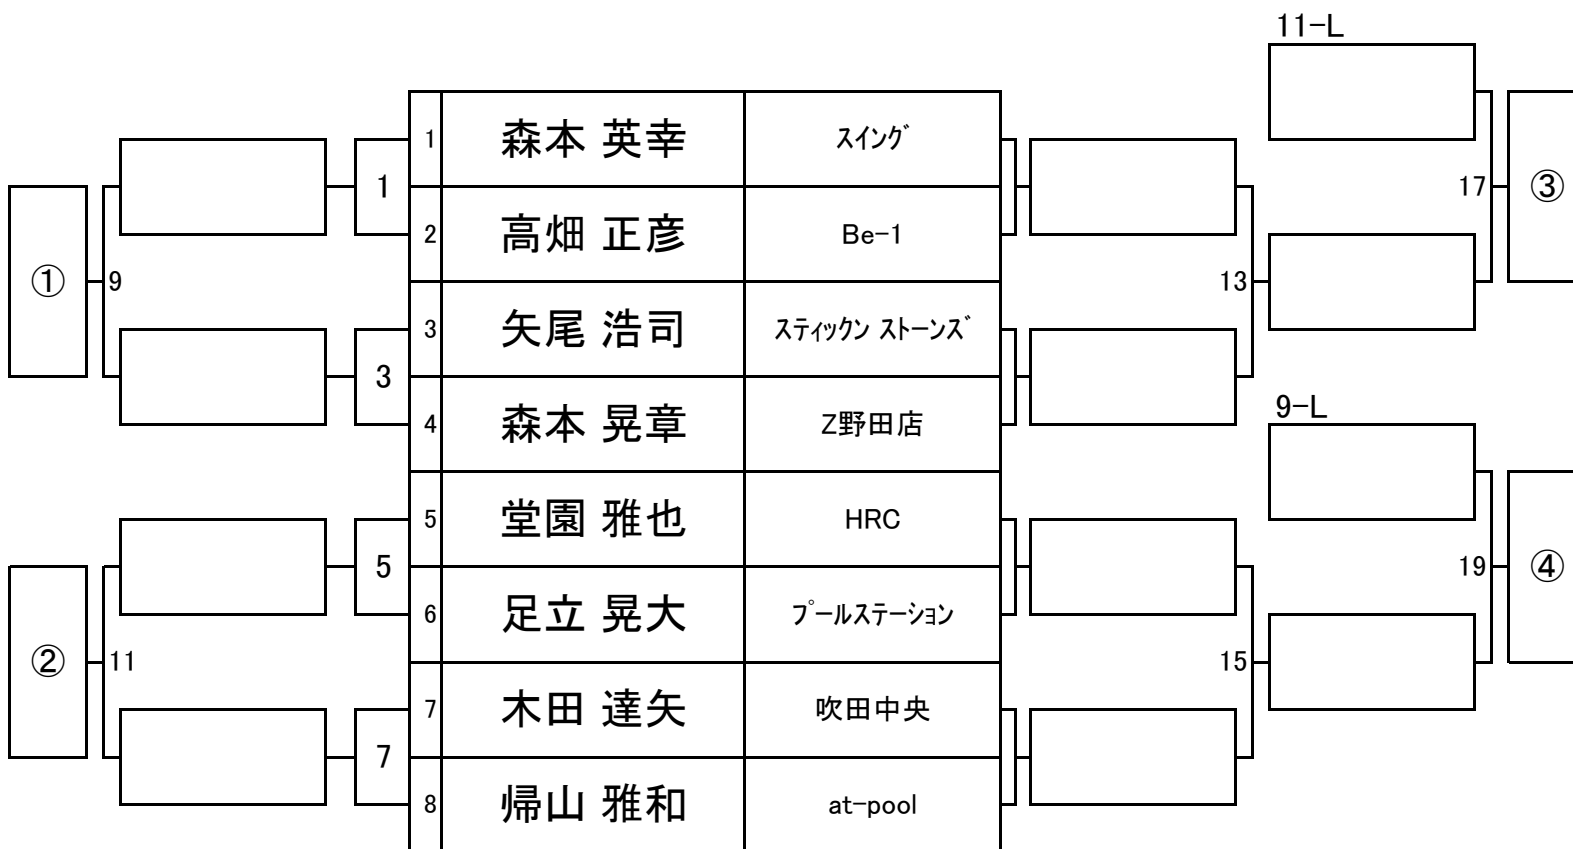 11-L
1 森本 英幸 スイング
1
17 ③
2 高畑 正彦 Be-1
① 9
13
3 矢尾 浩司 スティックン ストーンズ
3
9-L
4 森本 晃章 Z野田店
5 堂園 雅也 HRC
5
19 ④
6 足立 晃大 プールステーション
② 11
15
7 木田 達矢 吹田中央
7
8 帰山 雅和 at-pool